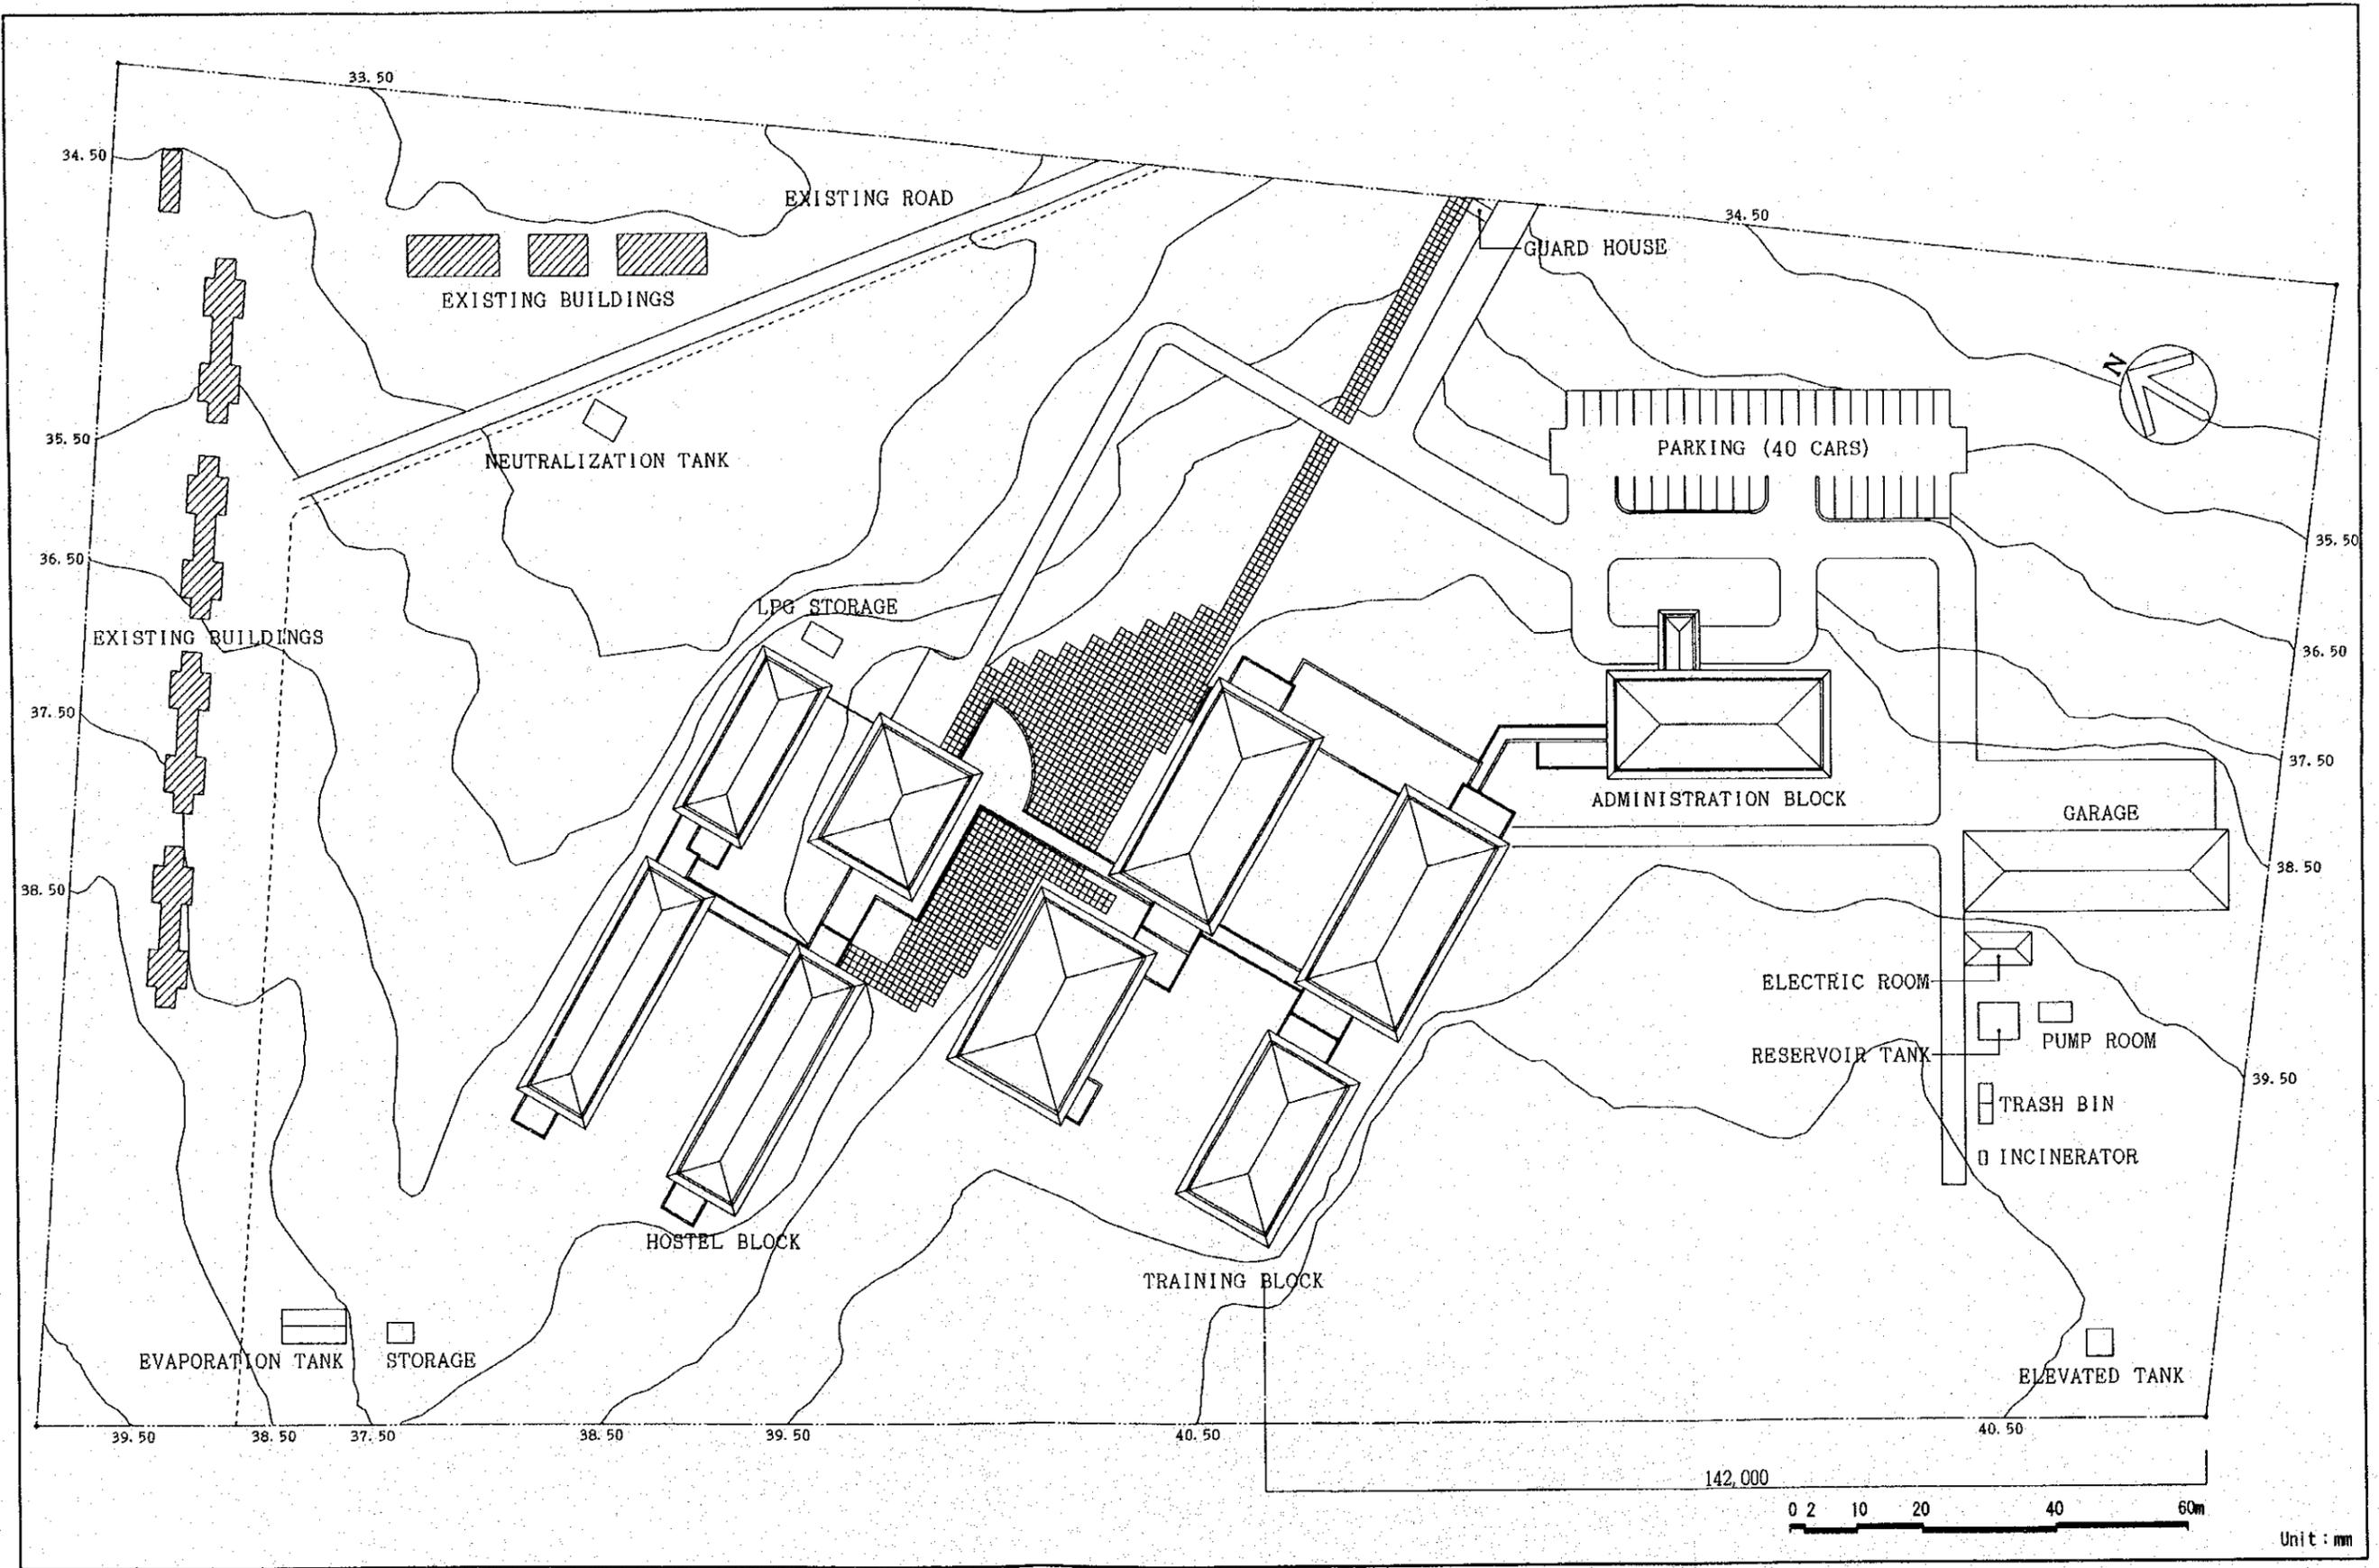 33.50
34.50
EXISTING ROAD
34.50
GUARD HOUSE
EXISTING BUILDINGS
N
35.50
PARKING (40 CARS)
NEUTRALIZATION TANK
35.50
36.50
LPG STORAGE
EXISTING BUILDINGS
36.50
37.50
37.50
ADMINISTRATION BLOCK
GARAGE
38.50
38.50
ELECTRIC ROOM
PUMP ROOM
RESERVOIR TANK
39.50
TRASH BIN
INCINERATOR
HOSTEL BLOCK
TRAINING BLOCK
EVAPORATION TANK
STORAGE
ELEVATED TANK
39.50
38.50
37.50
38.50
39.50
40.50
40.50
142,000
0 2 10 20 40 60m
Unit : mm